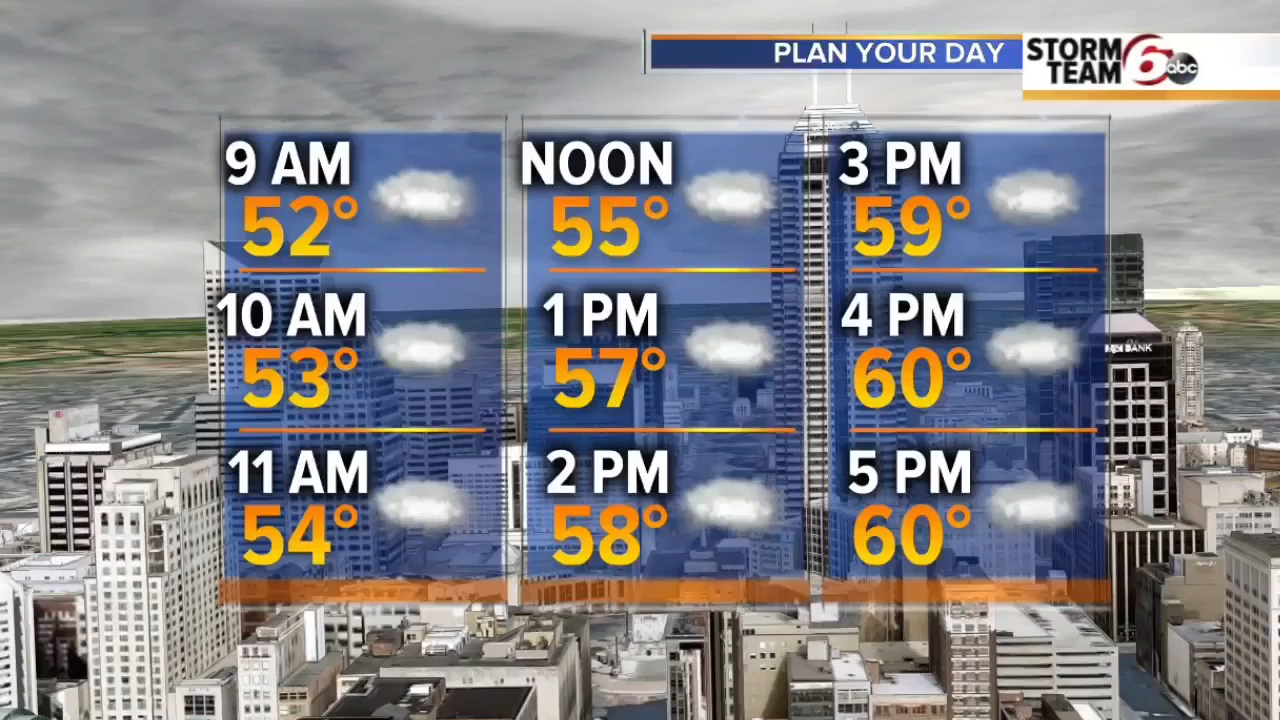 PLAN YOUR DAY
STORM
TEAM 6 abc
9 AM
52°
10 AM
53°
11 AM
54°
NOON
55°
1 PM
57°
2 PM
58°
3 PM
59°
4 PM
60°
5 PM
60°
BANK